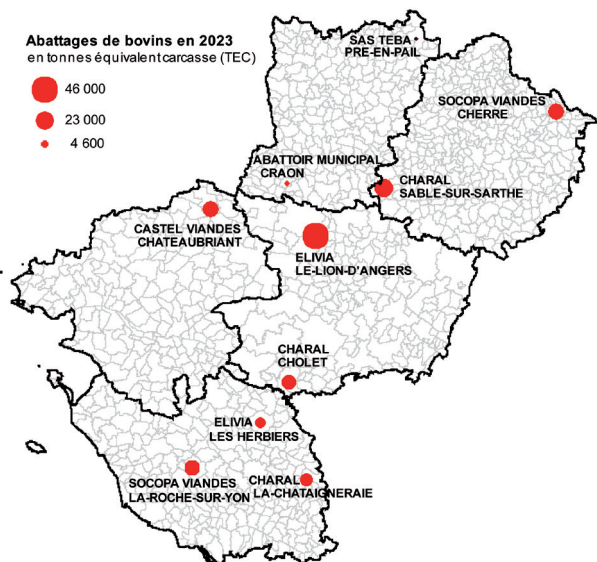 Abattages de bovins en 2023
en tonnes équivalent carcasse (TEC)
46 000
23 000
4 600
SAS TEBA
PRE-EN-PAIL
SOCOPA VIANDES
CHERRE
ABATTOIR MUNICIPAL
CRAON
CHARAL
SABLE-SUR-SARTHE
CASTEL VIANDES
CHATEAUBRIANT
ELIVIA
LE-LION-D'ANGERS
CHARAL
CHOLET
ELIVIA
LES HERBIERS
SOCOPA VIANDES
LA-ROCHE-SUR-YON
CHARAL
LA-CHATAIGNERAIE